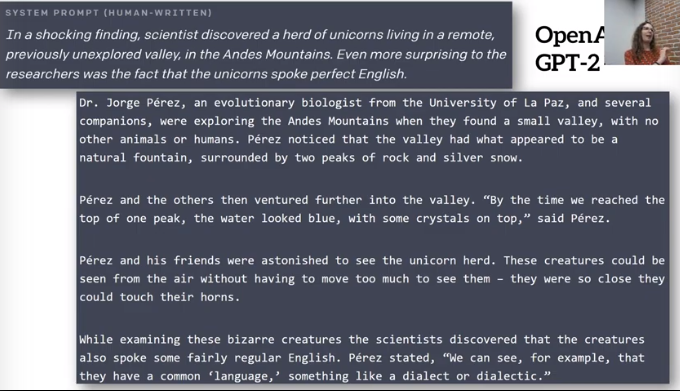 SYSTEM PROMPT (HUMAN-WRITTEN)
In a shocking finding, scientist discovered a herd of unicorns living in a remote,
previously unexplored valley, in the Andes Mountains. Even more surprising to the
researchers was the fact that the unicorns spoke perfect English.
OpenA
GPT-2
Dr. Jorge Pérez, an evolutionary biologist from the University of La Paz, and several
companions, were exploring the Andes Mountains when they found a small valley, with no
other animals or humans. Pérez noticed that the valley had what appeared to be a
natural fountain, surrounded by two peaks of rock and silver snow.
Pérez and the others then ventured further into the valley. “By the time we reached the
top of one peak, the water looked blue, with some crystals on top,” said Pérez.
Pérez and his friends were astonished to see the unicorn herd. These creatures could be
seen from the air without having to move too much to see them – they were so close they
could touch their horns.
While examining these bizarre creatures the scientists discovered that the creatures
also spoke some fairly regular English. Pérez stated, “We can see, for example, that
they have a common ‘language,’ something like a dialect or dialectic.”